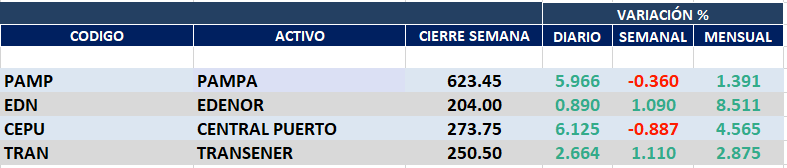 VARIACIÓN %
CODIGO ACTIVO CIERRE SEMANA DIARIO SEMANAL MENSUAL
PAMP PAMPA 623.45 5.966 -0.360 1.391
EDN EDENOR 204.00 0.890 1.090 8.511
CEPU CENTRAL PUERTO 273.75 6.125 -0.887 4.565
TRAN TRANSENER 250.50 2.664 1.110 2.875